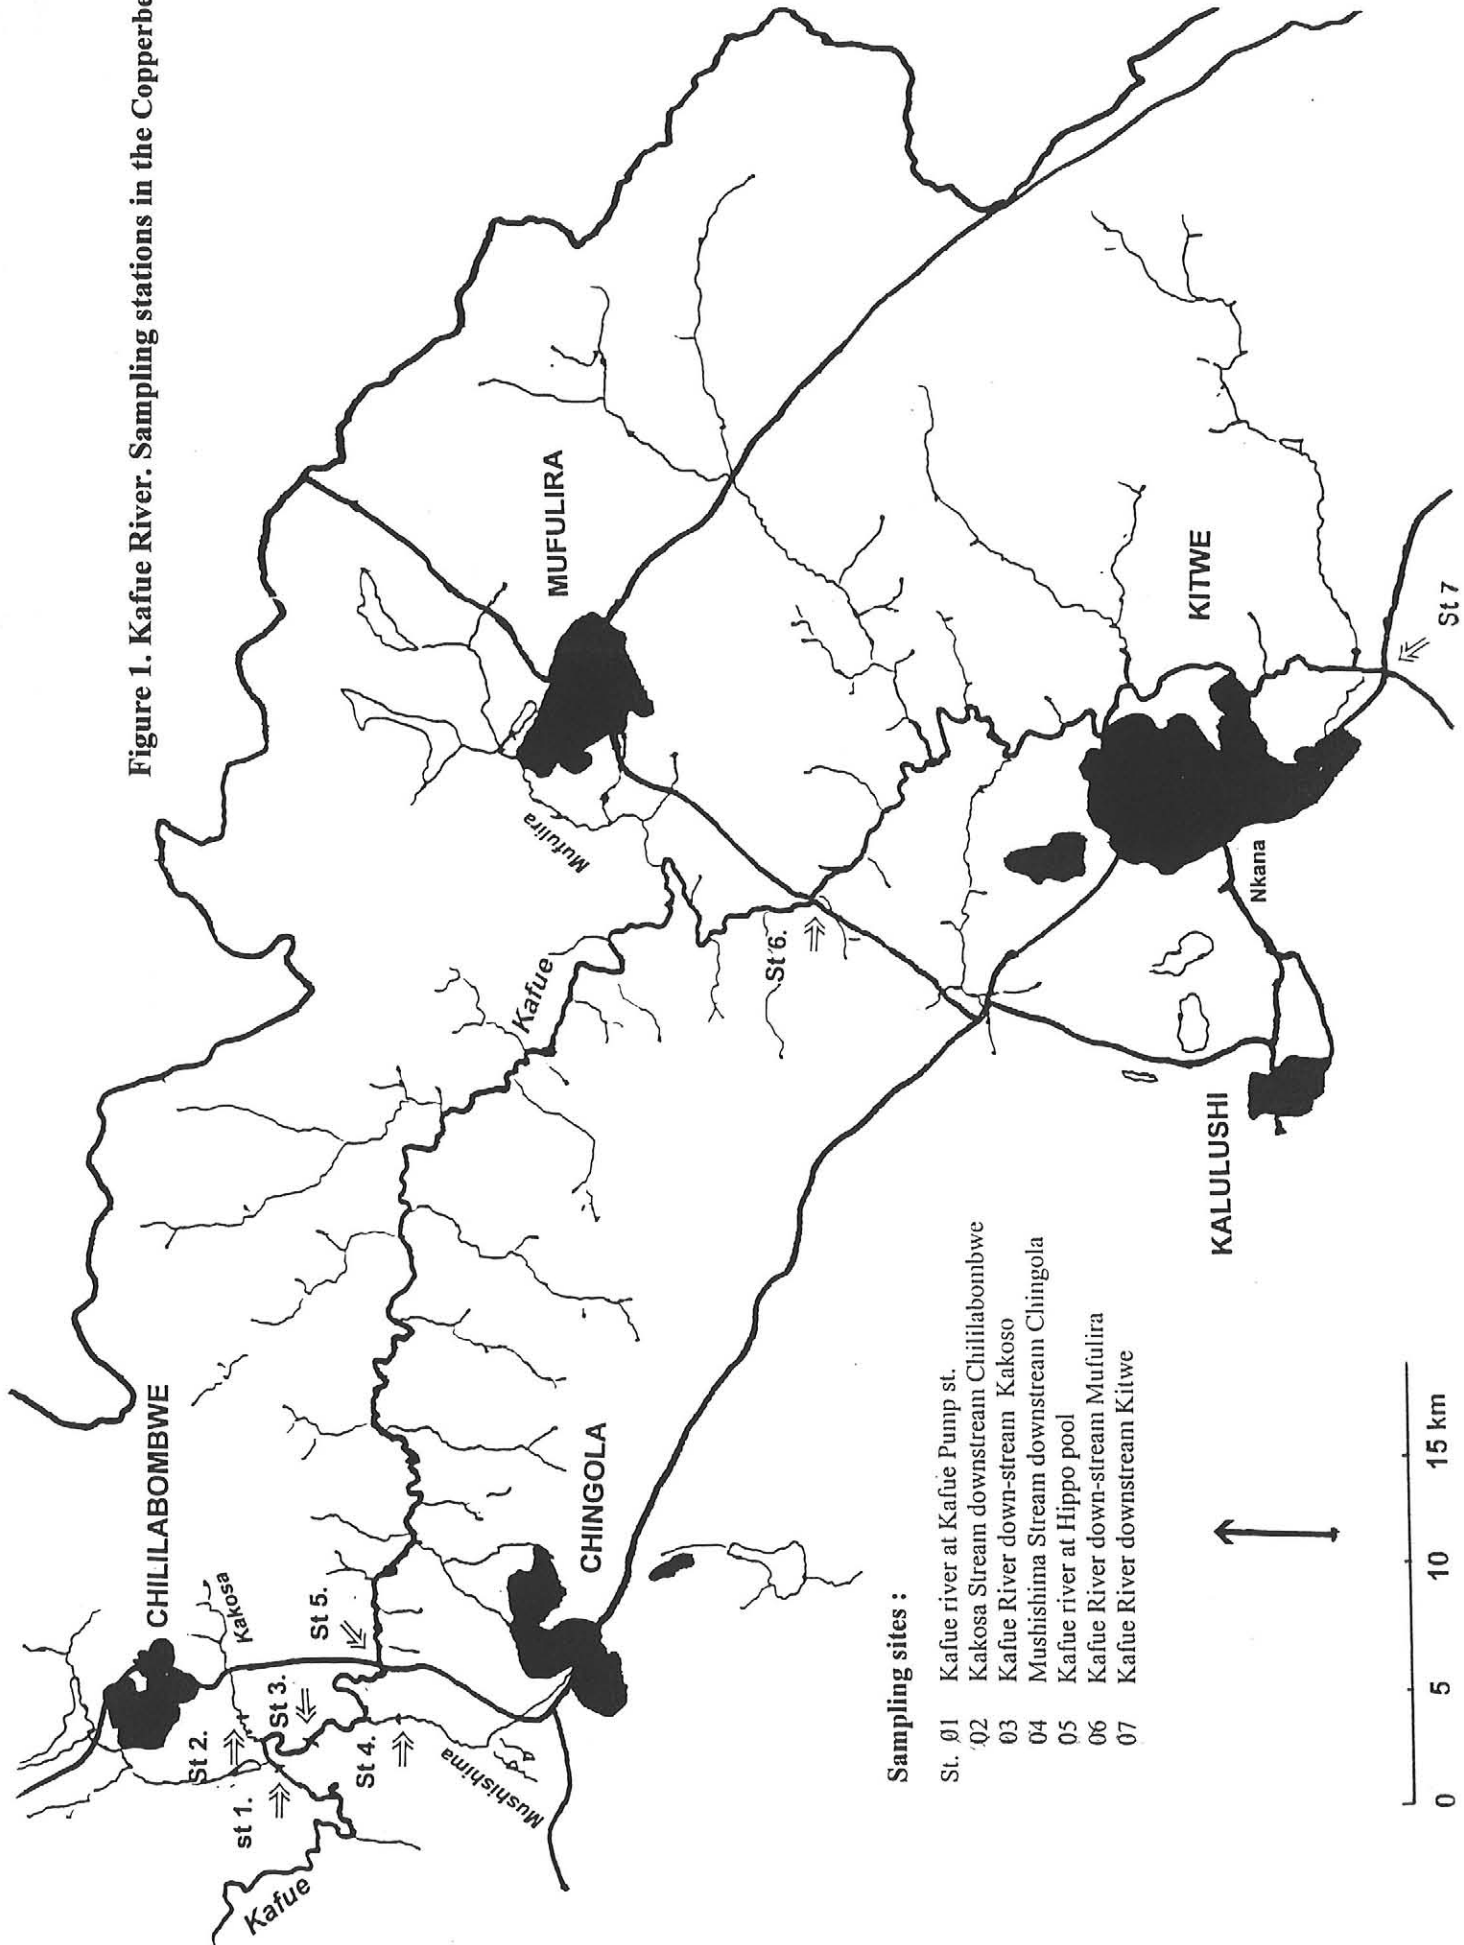 Figure 1. Kafue River. Sampling stations in the Copperbe
CHILILABOMBWE
Kakosa
St 2.
st 1.
St 3.
St 5.
St 4.
Kafue
Mushishima
CHINGOLA
Kafue
Mufulira
MUFULIRA
St 6.
KITWE
Nkana
KALULUSHI
St 7
Sampling sites :
St. 01 Kafue river at Kafue Pump st.
02 Kakosa Stream downstream Chililabombwe
03 Kafue River down-stream Kakoso
04 Mushishima Stream downstream Chingola
05 Kafue river at Hippo pool
06 Kafue River down-stream Mufulira
07 Kafue River downstream Kitwe
0 5 10 15 km